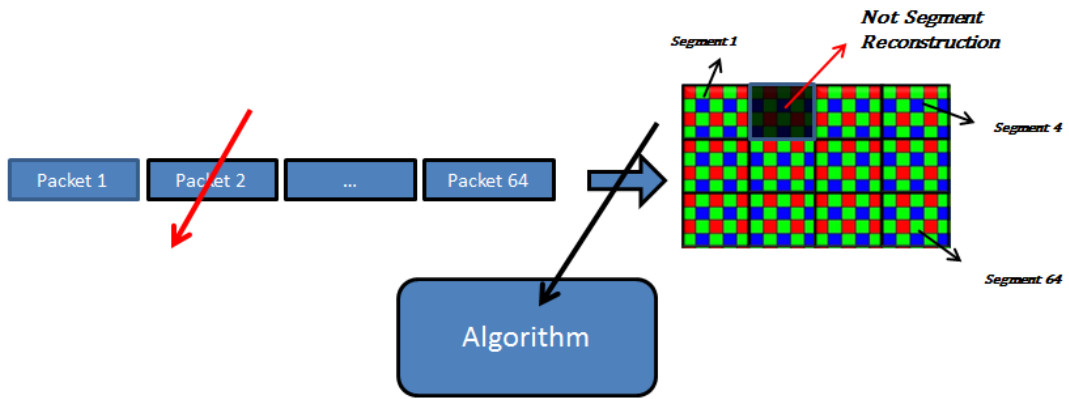 Not Segment
Reconstruction
Segment 1
Segment 4
Packet 1
Packet 2
...
Packet 64
Segment 64
Algorithm